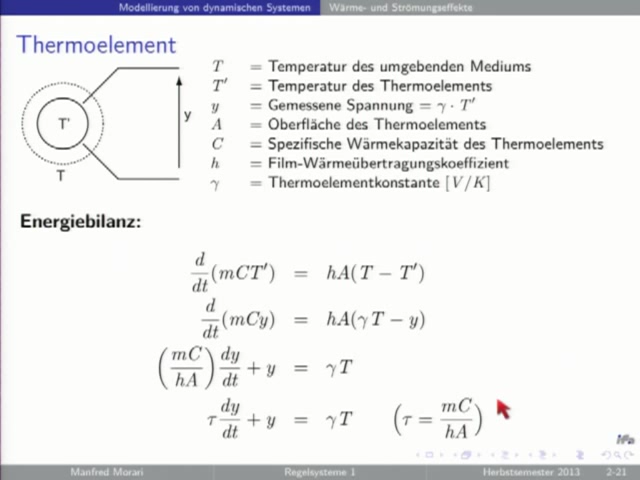 Modellierung von dynamischen Systemen Wärme- und Strömungseffekte
Thermoelement
T = Temperatur des umgebenden Mediums
T' = Temperatur des Thermoelements
y = Gemessene Spannung = γ · T'
A = Oberfläche des Thermoelements
C = Spezifische Wärmekapazität des Thermoelements
h = Film-Wärmeübertragungskoeffizient
γ = Thermoelementkonstante [V/K]
T'
y
T
Energiebilanz:
d/dt (mCT') = hA(T − T')
d/dt (mCy) = hA(γT − y)
(mC/hA) dy/dt + y = γT
τ dy/dt + y = γT (τ = mC/hA)
Manfred Morari Regelsysteme 1 Herbstsemester 2013 2-21